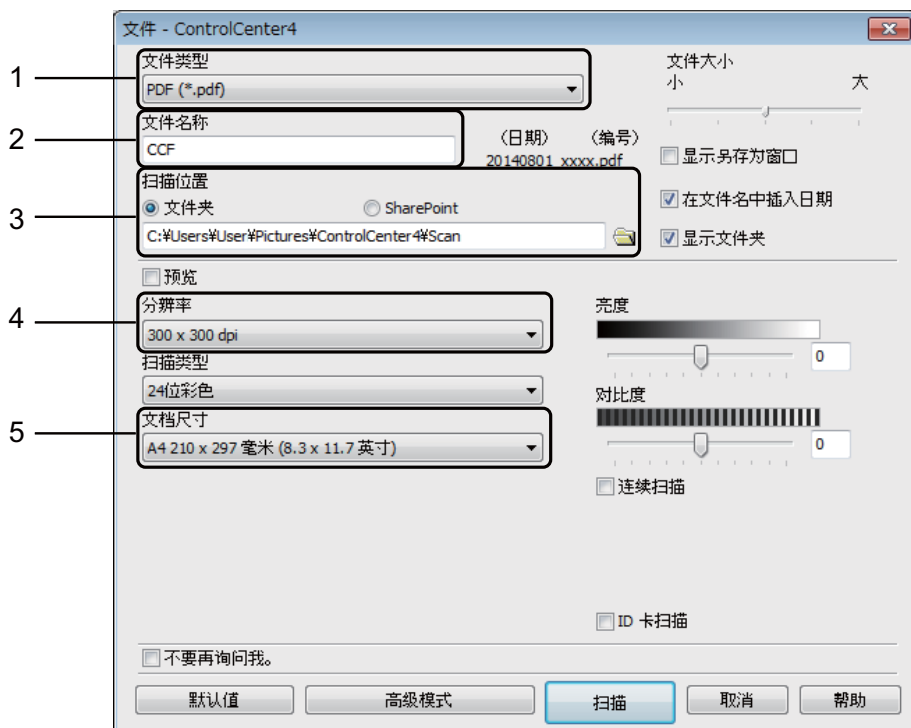 文件 - ControlCenter4
1
文件类型
PDF (*.pdf)
文件大小
小 大
2
文件名称
CCF
(日期) (编号)
20140801_xxxx.pdf
显示另存为窗口
3
扫描位置
文件夹 SharePoint
C:¥Users¥User¥Pictures¥ControlCenter4¥Scan
在文件名中插入日期
显示文件夹
预览
4
分辨率
300 x 300 dpi
扫描类型
24位彩色
5
文档尺寸
A4 210 x 297 毫米 (8.3 x 11.7 英寸)
亮度
0
对比度
0
连续扫描
ID 卡扫描
不要再询问我。
默认值 高级模式 扫描 取消 帮助